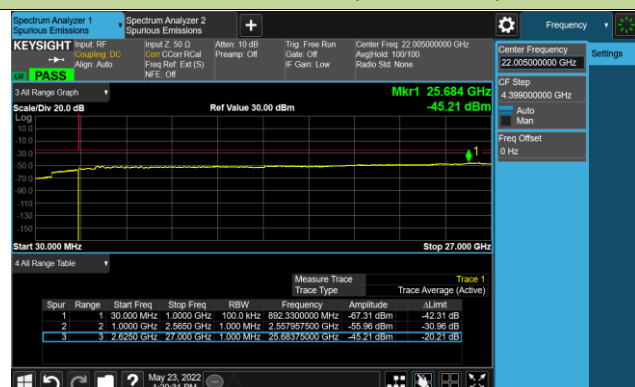 Spectrum Analyzer 1
Spurious Emissions
Spectrum Analyzer 2
Spurious Emissions
Frequency
KEYSIGHT
Input: RF
Coupling: DC
Align: Auto
Input Z: 50 Ω
Corr CCorr RCal
Freq Ref: Ext (S)
NFE: Off
Atten: 10 dB
Preamp: Off
Trig: Free Run
Gate: Off
IF Gain: Low
Center Freq: 22.005000000 GHz
Avg|Hold: 100/100
Radio Std: None
LV PASS
Center Frequency
22.005000000 GHz
Settings
CF Step
4.399000000 GHz
Auto
Man
Freq Offset
0 Hz
3 All Range Graph
Mkr1 25.684 GHz
Scale/Div 20.0 dB
Ref Value 30.00 dBm
-45.21 dBm
Log
10.0
-10.0
-30.0
-50.0
-70.0
-90.0
-110
-130
-150
1
Start 30.000 MHz
Stop 27.000 GHz
4 All Range Table
Measure Trace Trace 1
Trace Type Trace Average (Active)
Spur Range Start Freq Stop Freq RBW Frequency Amplitude ΔLimit
1 1 30.000 MHz 1.0000 GHz 100.0 kHz 892.3300000 MHz -67.31 dBm -42.31 dB
2 2 1.0000 GHz 2.5650 GHz 1.000 MHz 2.557957500 GHz -55.96 dBm -30.96 dB
3 3 2.6250 GHz 27.000 GHz 1.000 MHz 25.68375000 GHz -45.21 dBm -20.21 dB
May 23, 2022